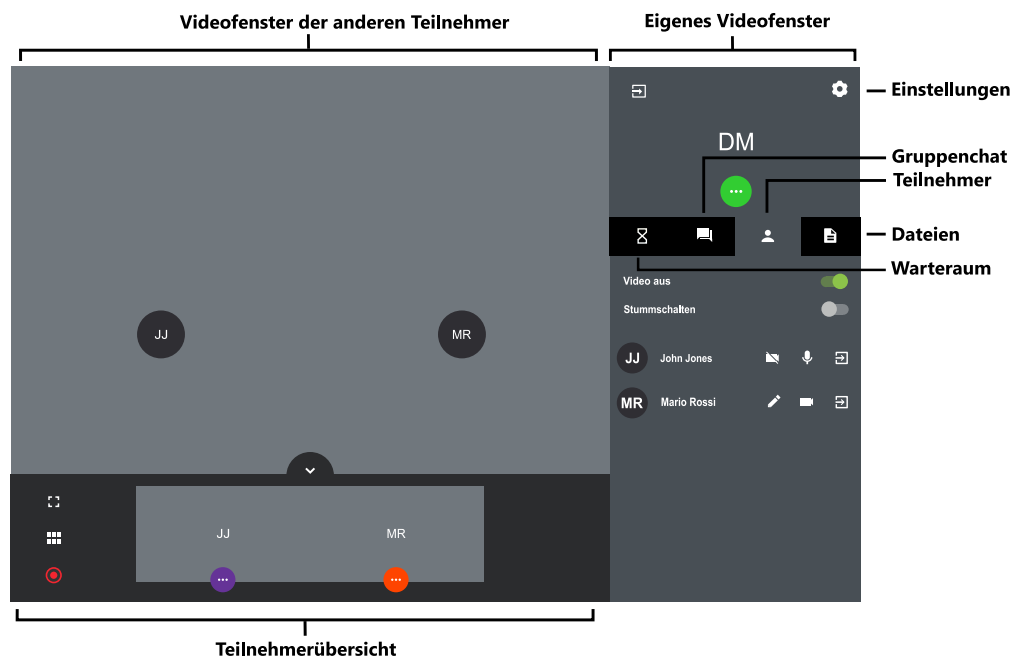 Videofenster der anderen Teilnehmer
Eigenes Videofenster
Einstellungen
DM
Gruppenchat
Teilnehmer
Dateien
Warteraum
Video aus
Stummschalten
JJ
MR
JJ John Jones
MR Mario Rossi
JJ
MR
Teilnehmerübersicht